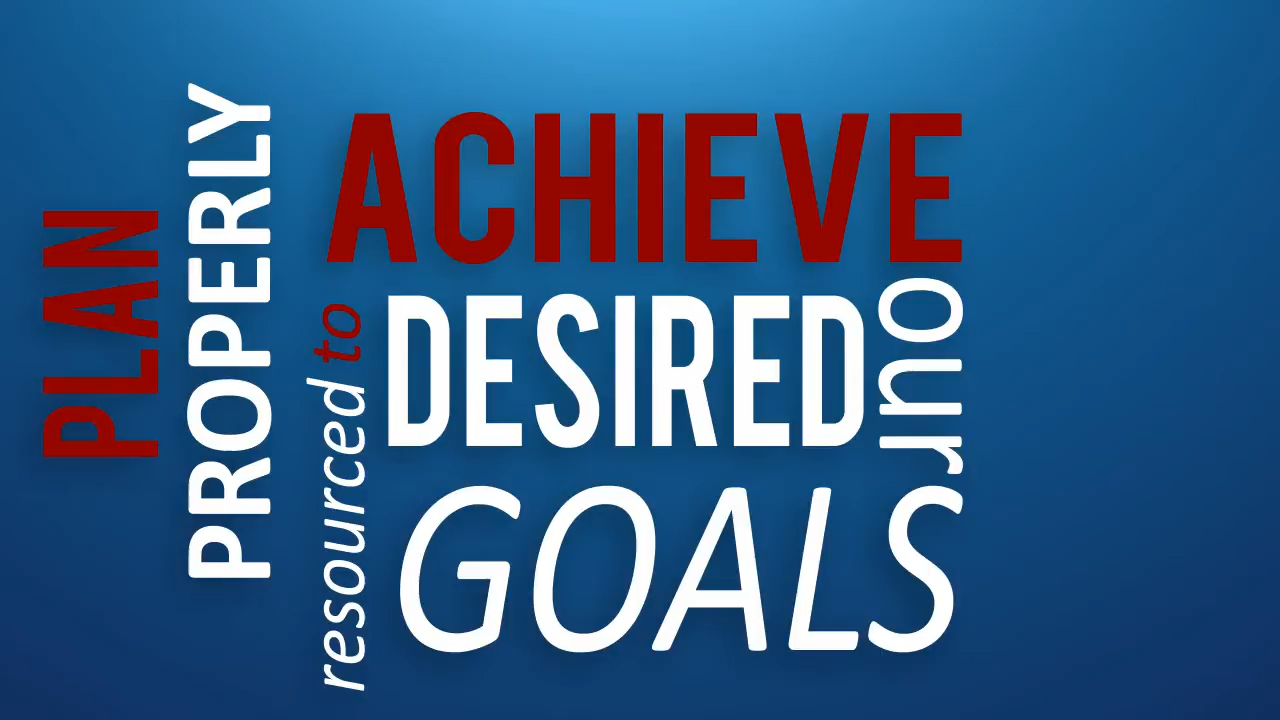 PLAN
PROPERLY
resourced to
ACHIEVE
our
DESIRED
GOALS